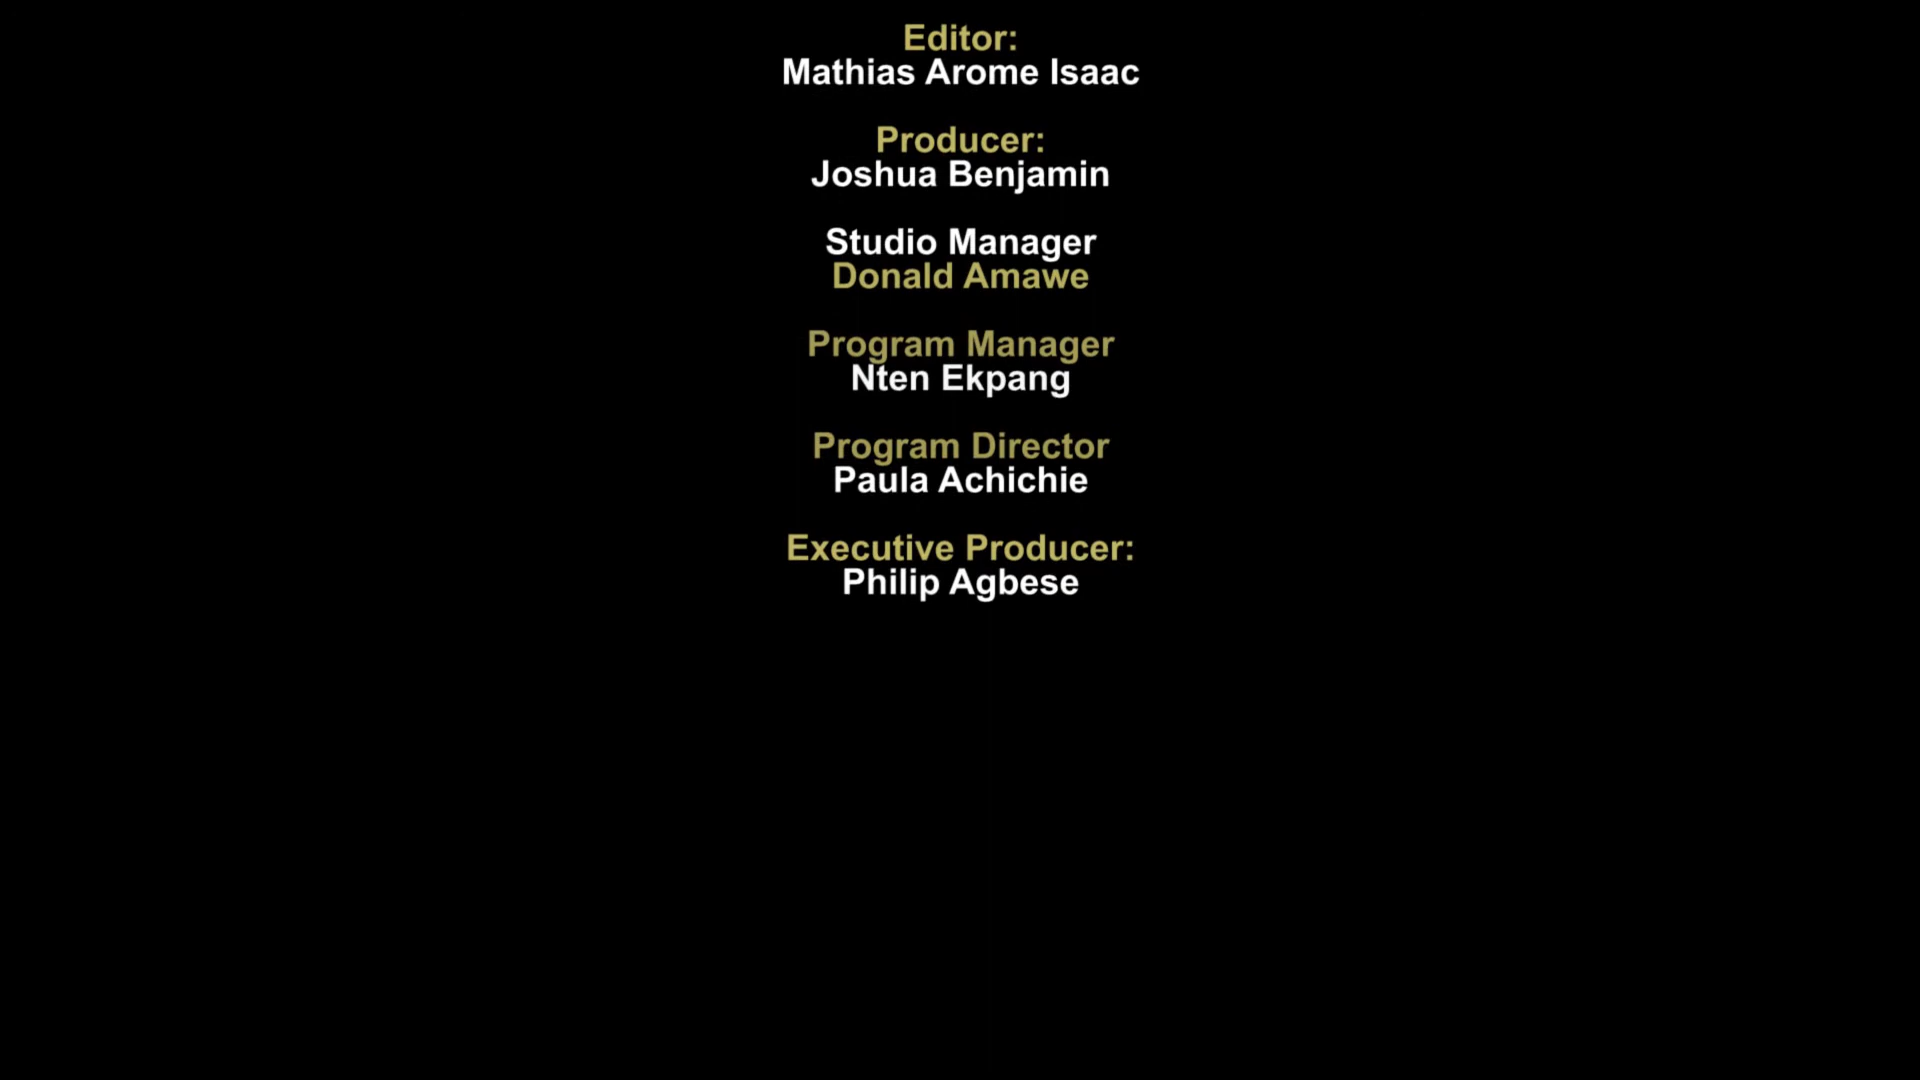 Editor:
Mathias Arome Isaac
Producer:
Joshua Benjamin
Studio Manager
Donald Amawe
Program Manager
Nten Ekpang
Program Director
Paula Achichie
Executive Producer:
Philip Agbese